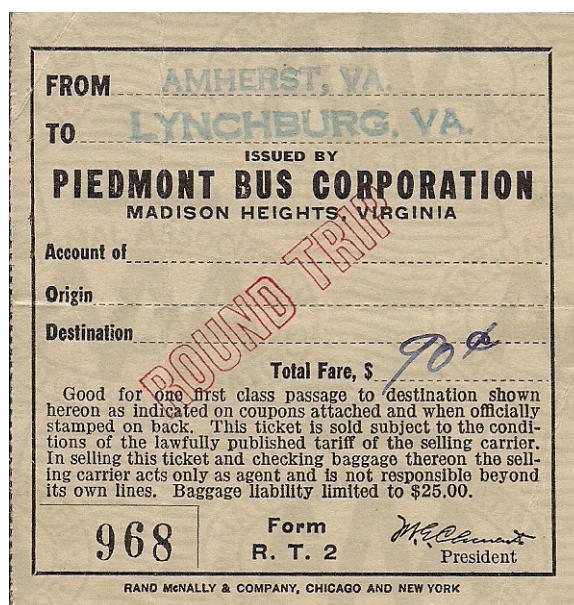 FROM AMHERST, VA.
TO LYNCHBURG, VA.
ISSUED BY
PIEDMONT BUS CORPORATION
MADISON HEIGHTS, VIRGINIA
ROUND TRIP
Account of
Origin
Destination
Total Fare, $ 90¢
Good for one first class passage to destination shown
hereon as indicated on coupons attached and when officially
stamped on back. This ticket is sold subject to the condi-
tions of the lawfully published tariff of the selling carrier.
In selling this ticket and checking baggage thereon the sell-
ing carrier acts only as agent and is not responsible beyond
its own lines. Baggage liability limited to $25.00.
968
Form
R. T. 2
President
RAND McNALLY & COMPANY, CHICAGO AND NEW YORK